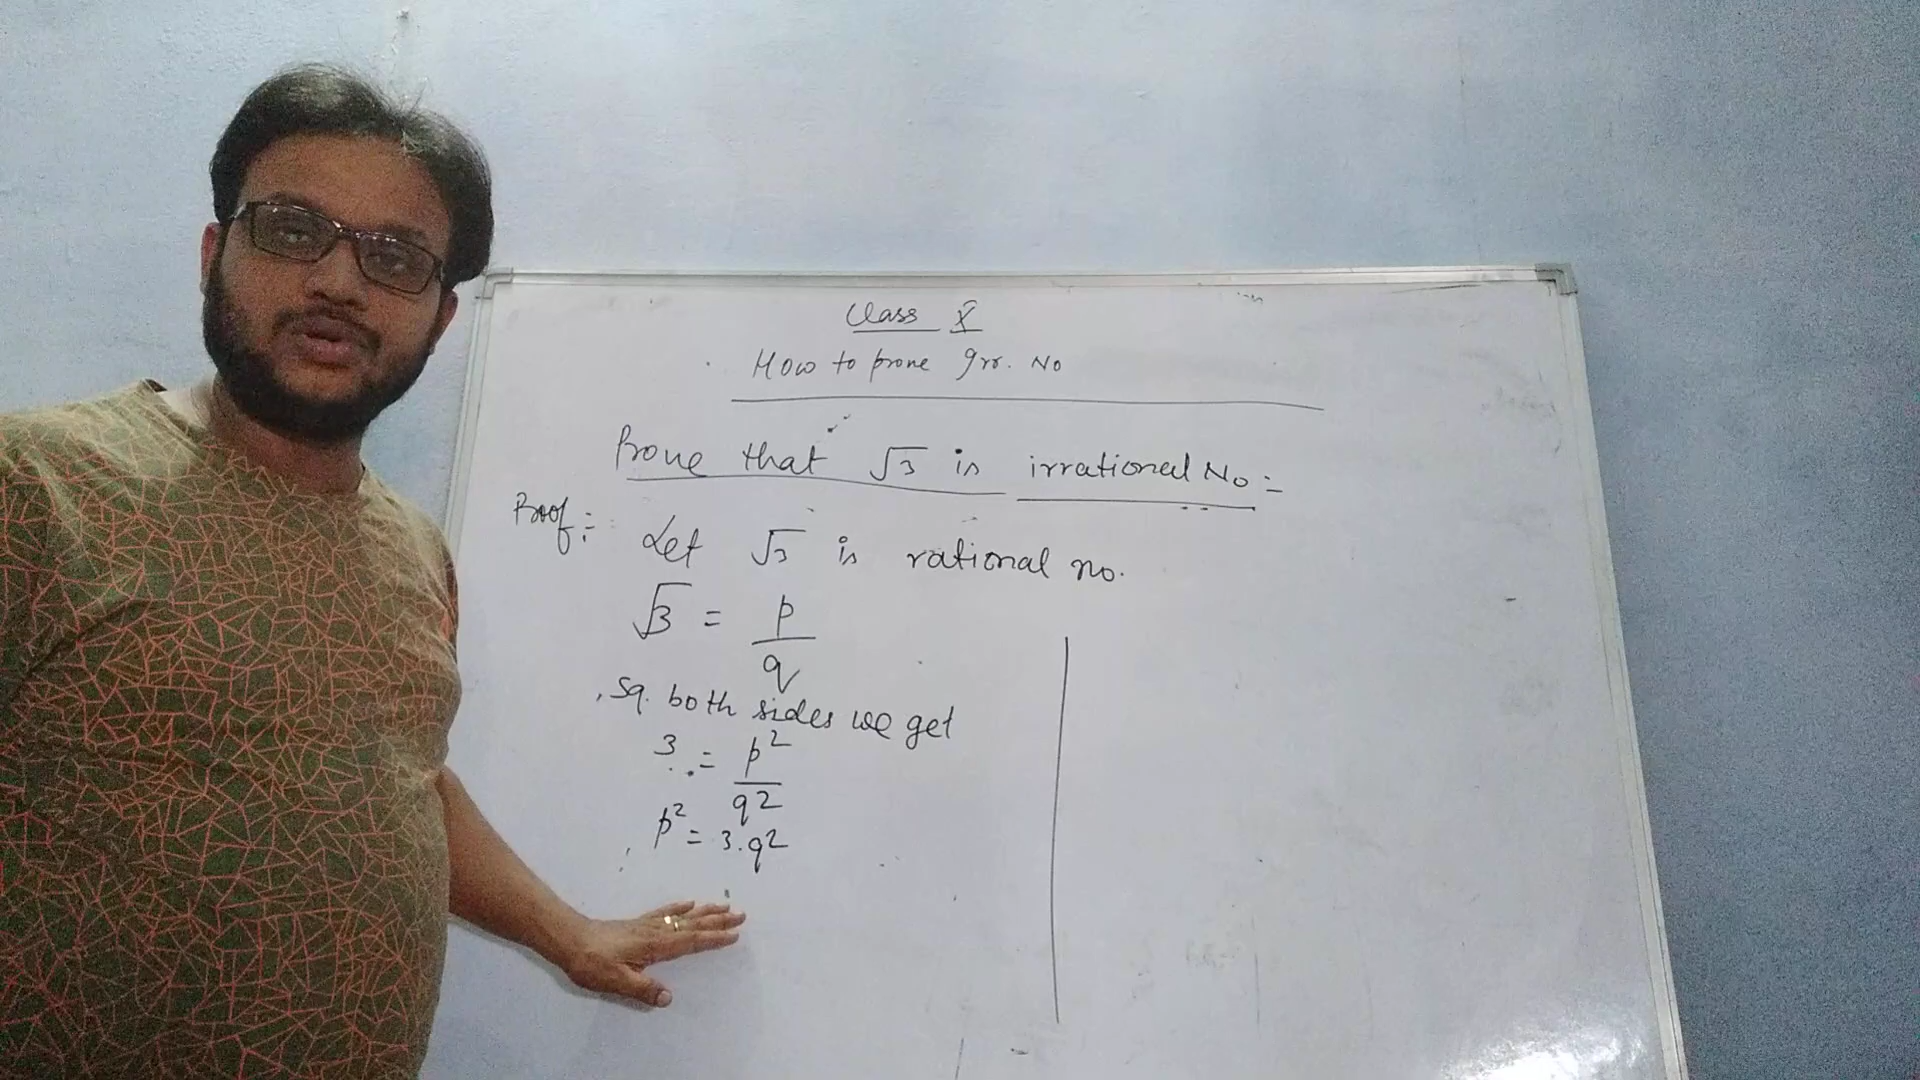 Class X
How to prove Irr. No
Prove that √3 is irrational No :-
Proof :- Let √3 is rational no.
√3 = p/q
Sq. both sides we get
3 = p²/q²
p² = 3.q²